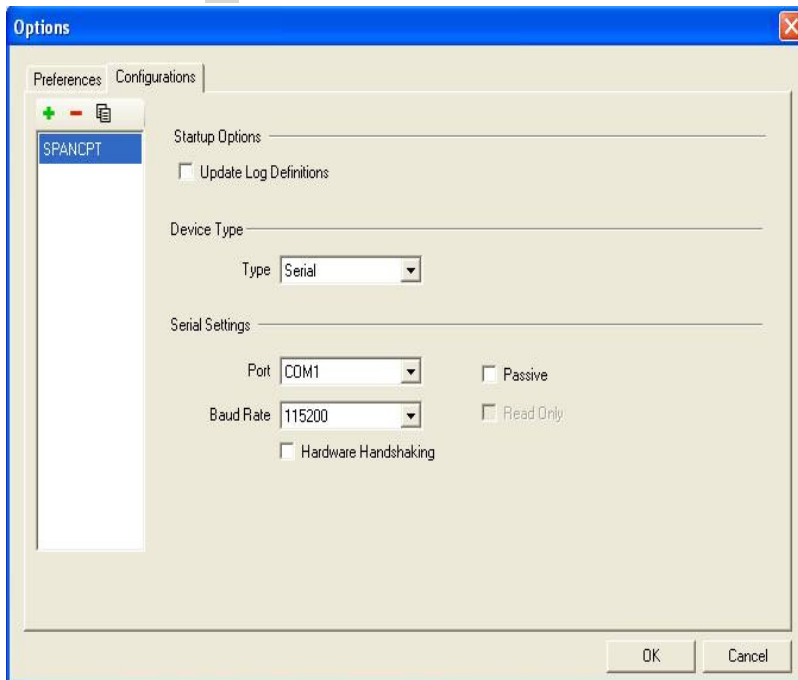 Options
Preferences
Configurations
SPANCPT
Startup Options
Update Log Definitions
Device Type
Type Serial
Serial Settings
Port COM1
Passive
Baud Rate 115200
Read Only
Hardware Handshaking
OK
Cancel